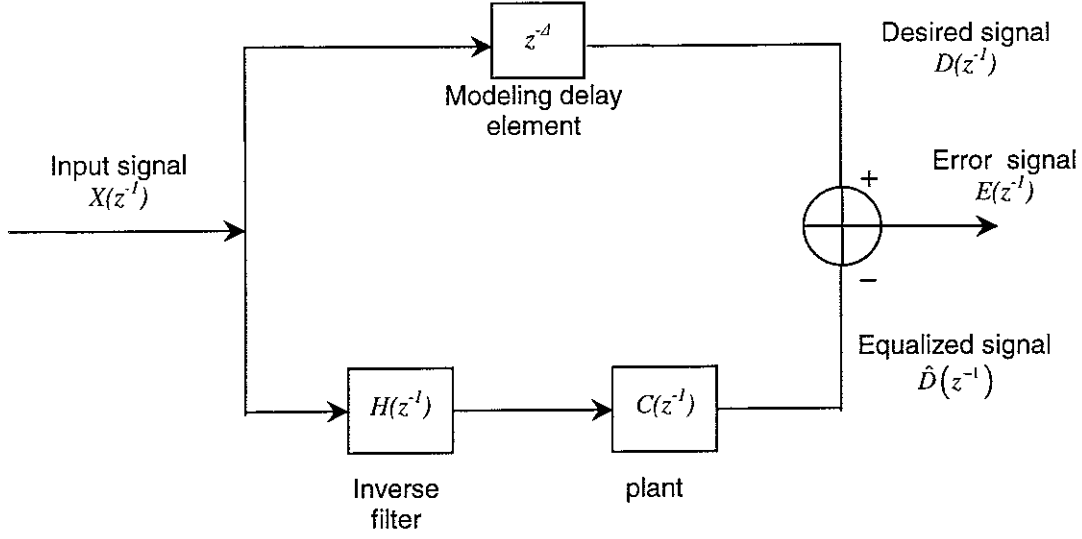 z^{-Δ}
Modeling delay
element
Desired signal
D(z^{-1})
Input signal
X(z^{-1})
+
Error signal
E(z^{-1})
−
Equalized signal
D̂(z^{-1})
H(z^{-1})
C(z^{-1})
Inverse
filter
plant